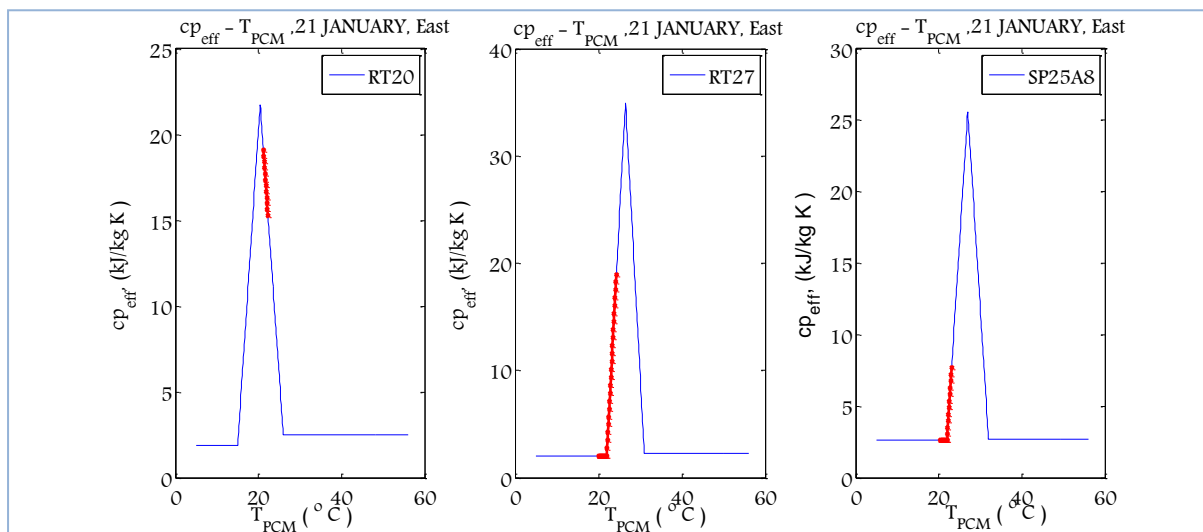 cp_eff – T_PCM ,21 JANUARY, East
RT20
cp_eff, (kJ/kg K )
25
20
15
10
5
0
0 20 40 60
T_PCM ( °C )
cp_eff – T_PCM ,21 JANUARY, East
RT27
cp_eff, (kJ/kg K )
40
30
20
10
0
0 20 40 60
T_PCM ( °C )
cp_eff – T_PCM ,21 JANUARY, East
SP25A8
cp_eff, (kJ/kg K )
30
25
20
15
10
5
0
0 20 40 60
T_PCM ( °C )